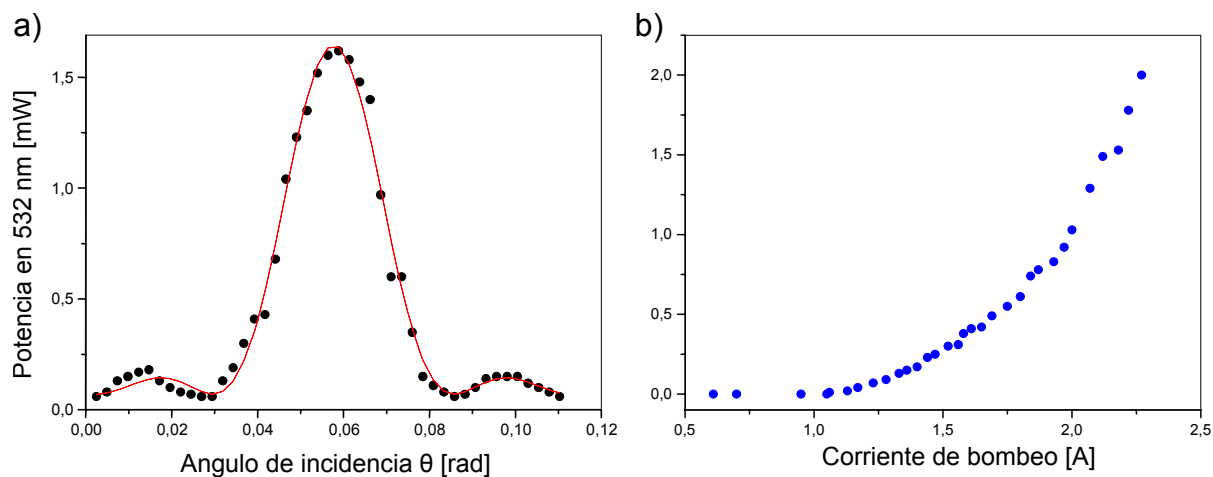 a)
Potencia en 532 nm [mW]
1,5
1,0
0,5
0,0
0,00 0,02 0,04 0,06 0,08 0,10 0,12
Angulo de incidencia θ [rad]
b)
2,0
1,5
1,0
0,5
0,0
0,5 1,0 1,5 2,0 2,5
Corriente de bombeo [A]